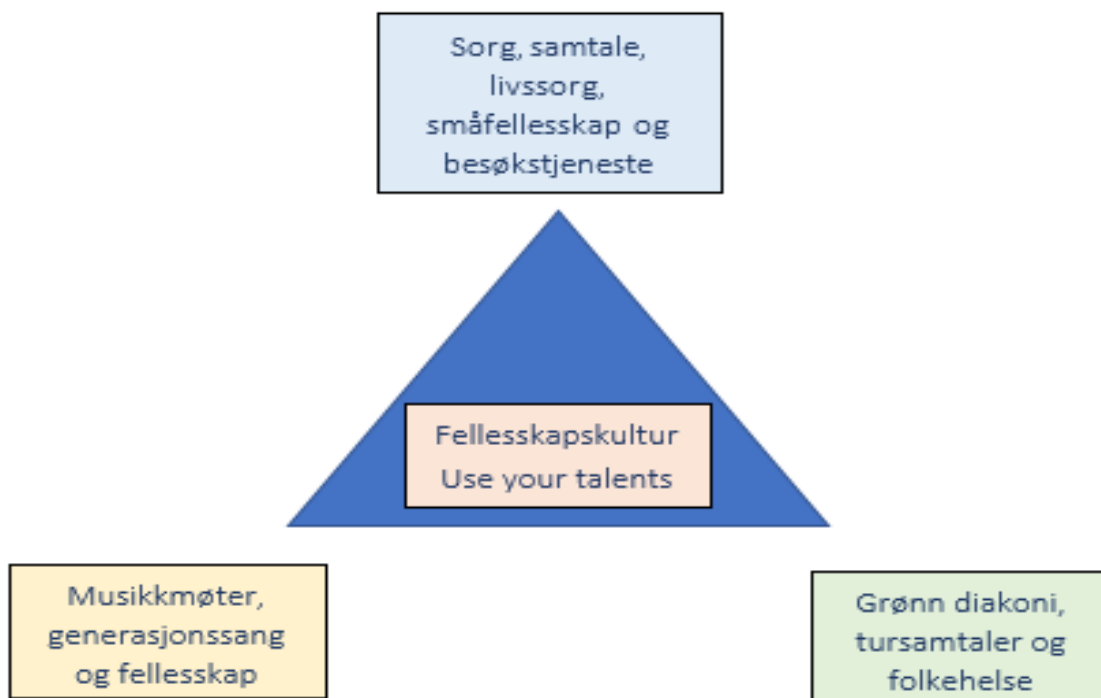 Sorg, samtale,
livssorg,
småfellesskap og
besøkstjeneste
Fellesskapskultur
Use your talents
Musikkmøter,
generasjonssang
og fellesskap
Grønn diakoni,
tursamtaler og
folkehelse